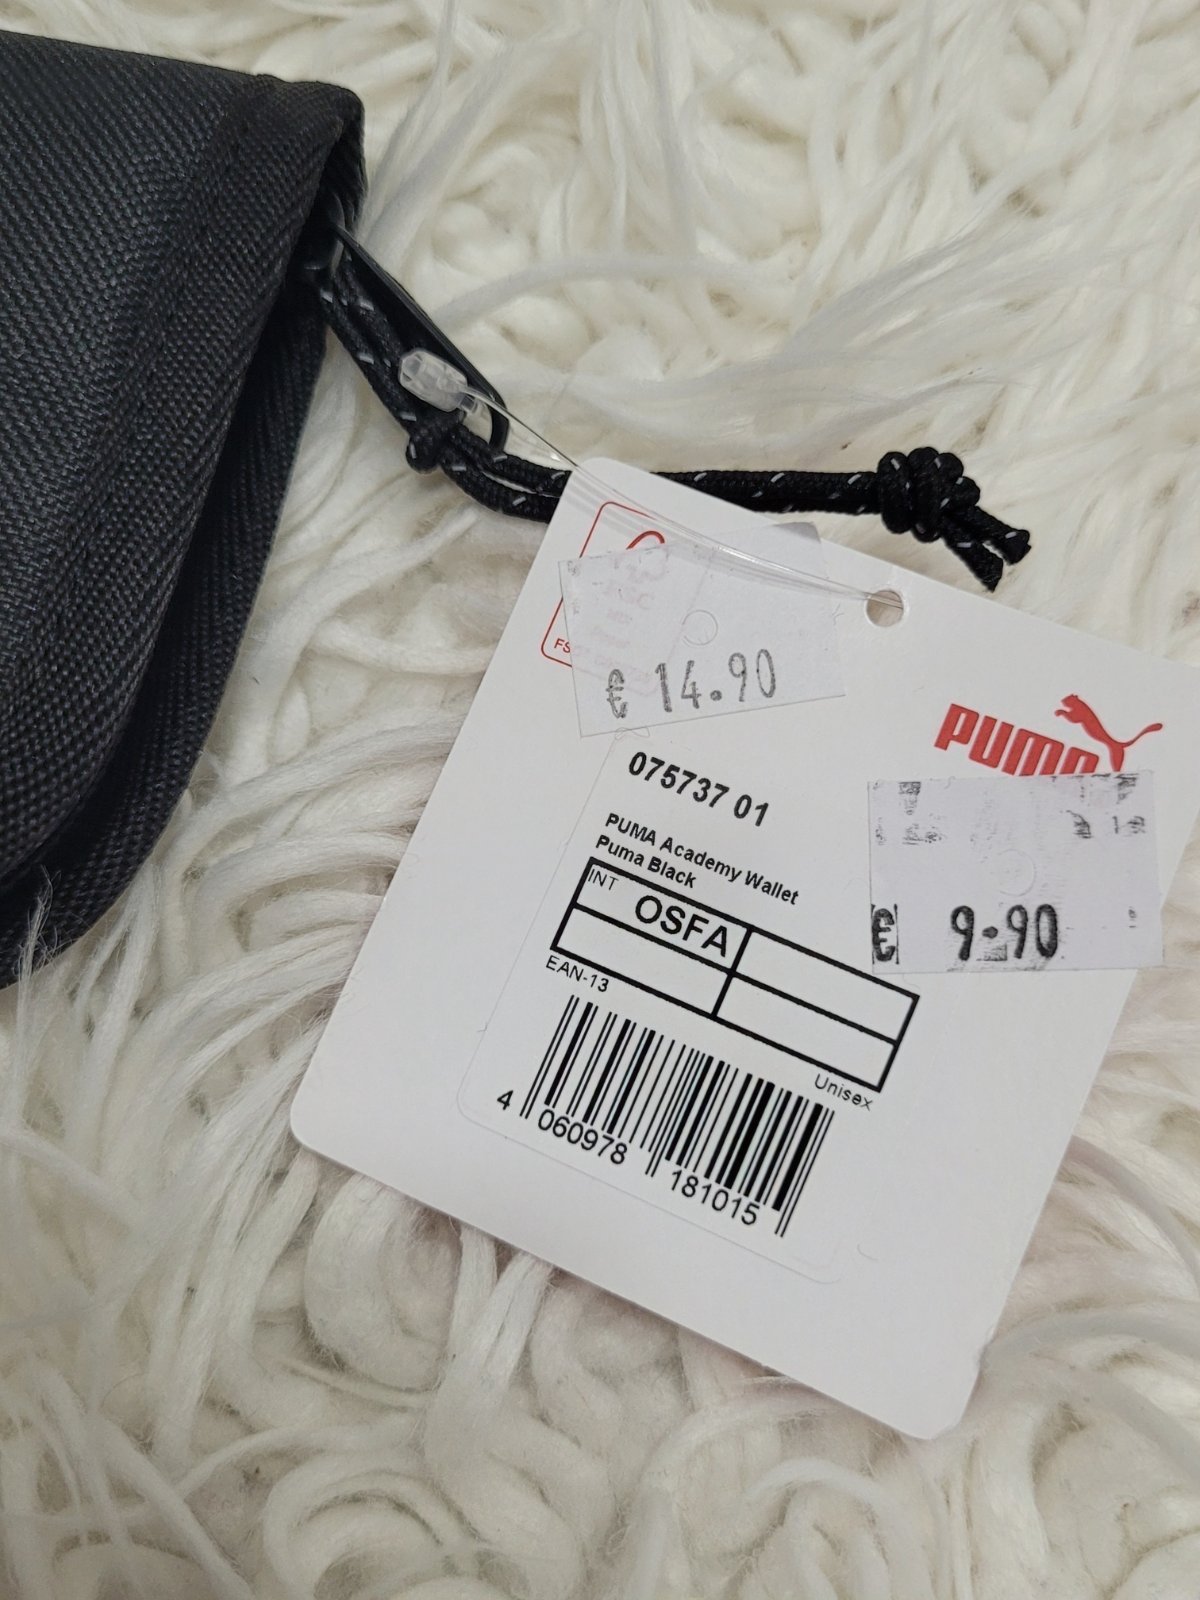 € 14.90
PUMA
075737 01
PUMA Academy Wallet
Puma Black
€ 9.90
INT OSFA
EAN-13
Unisex
4 060978 181015